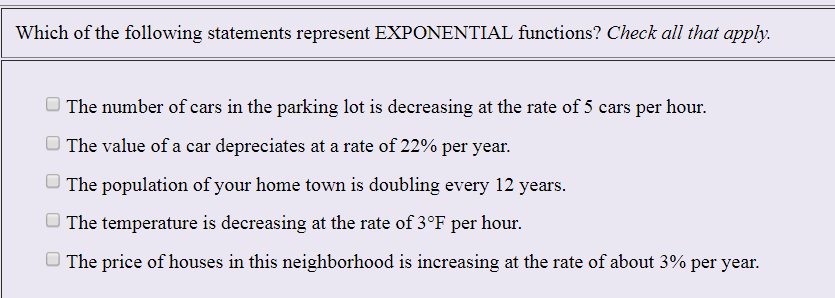 Which of the following statements represent EXPONENTIAL functions? Check all that apply.
The number of cars in the parking lot is decreasing at the rate of 5 cars per hour.
The value of a car depreciates at a rate of 22% per year.
The population of your home town is doubling every 12 years.
The temperature is decreasing at the rate of 3°F per hour.
The price of houses in this neighborhood is increasing at the rate of about 3% per year.